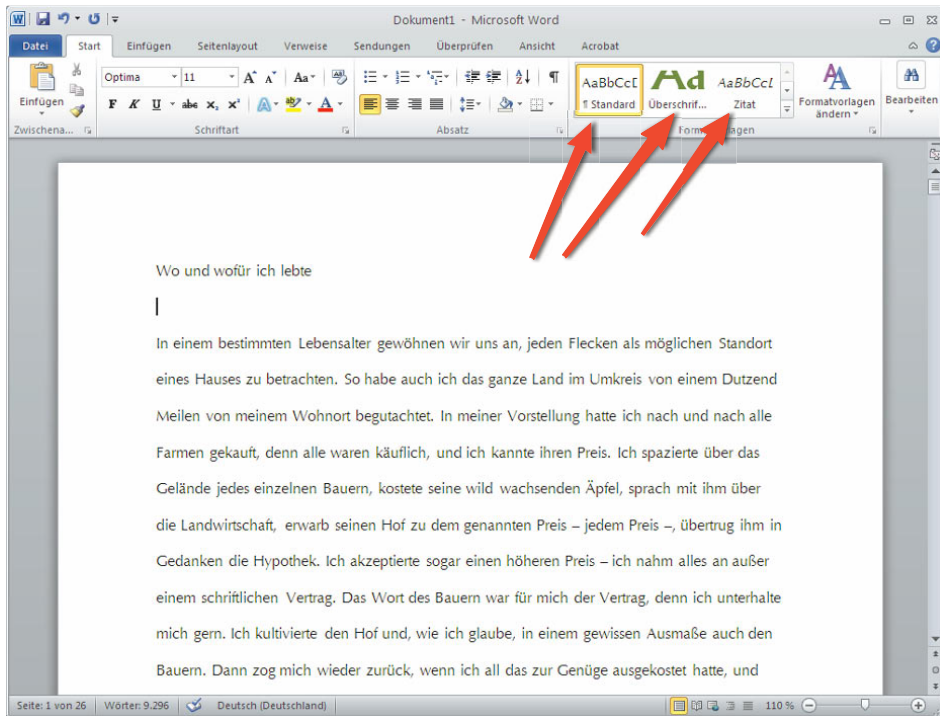 Dokument1 - Microsoft Word
Datei Start Einfügen Seitenlayout Verweise Sendungen Überprüfen Ansicht Acrobat
Einfügen
Optima 11
F K U abc x₂ x²
AaBbCcI AaBbCcI
¶ Standard Überschrif... Zitat
Formatvorlagen ändern
Bearbeiten
Zwischena... Schriftart Absatz
Wo und wofür ich lebte
In einem bestimmten Lebensalter gewöhnen wir uns an, jeden Flecken als möglichen Standort
eines Hauses zu betrachten. So habe auch ich das ganze Land im Umkreis von einem Dutzend
Meilen von meinem Wohnort begutachtet. In meiner Vorstellung hatte ich nach und nach alle
Farmen gekauft, denn alle waren käuflich, und ich kannte ihren Preis. Ich spazierte über das
Gelände jedes einzelnen Bauern, kostete seine wild wachsenden Äpfel, sprach mit ihm über
die Landwirtschaft, erwarb seinen Hof zu dem genannten Preis – jedem Preis –, übertrug ihm in
Gedanken die Hypothek. Ich akzeptierte sogar einen höheren Preis – ich nahm alles an außer
einem schriftlichen Vertrag. Das Wort des Bauern war für mich der Vertrag, denn ich unterhalte
mich gern. Ich kultivierte den Hof und, wie ich glaube, in einem gewissen Ausmaße auch den
Bauern. Dann zog mich wieder zurück, wenn ich all das zur Genüge ausgekostet hatte, und
Seite: 1 von 26 Wörter: 9.296 Deutsch (Deutschland) 110 %